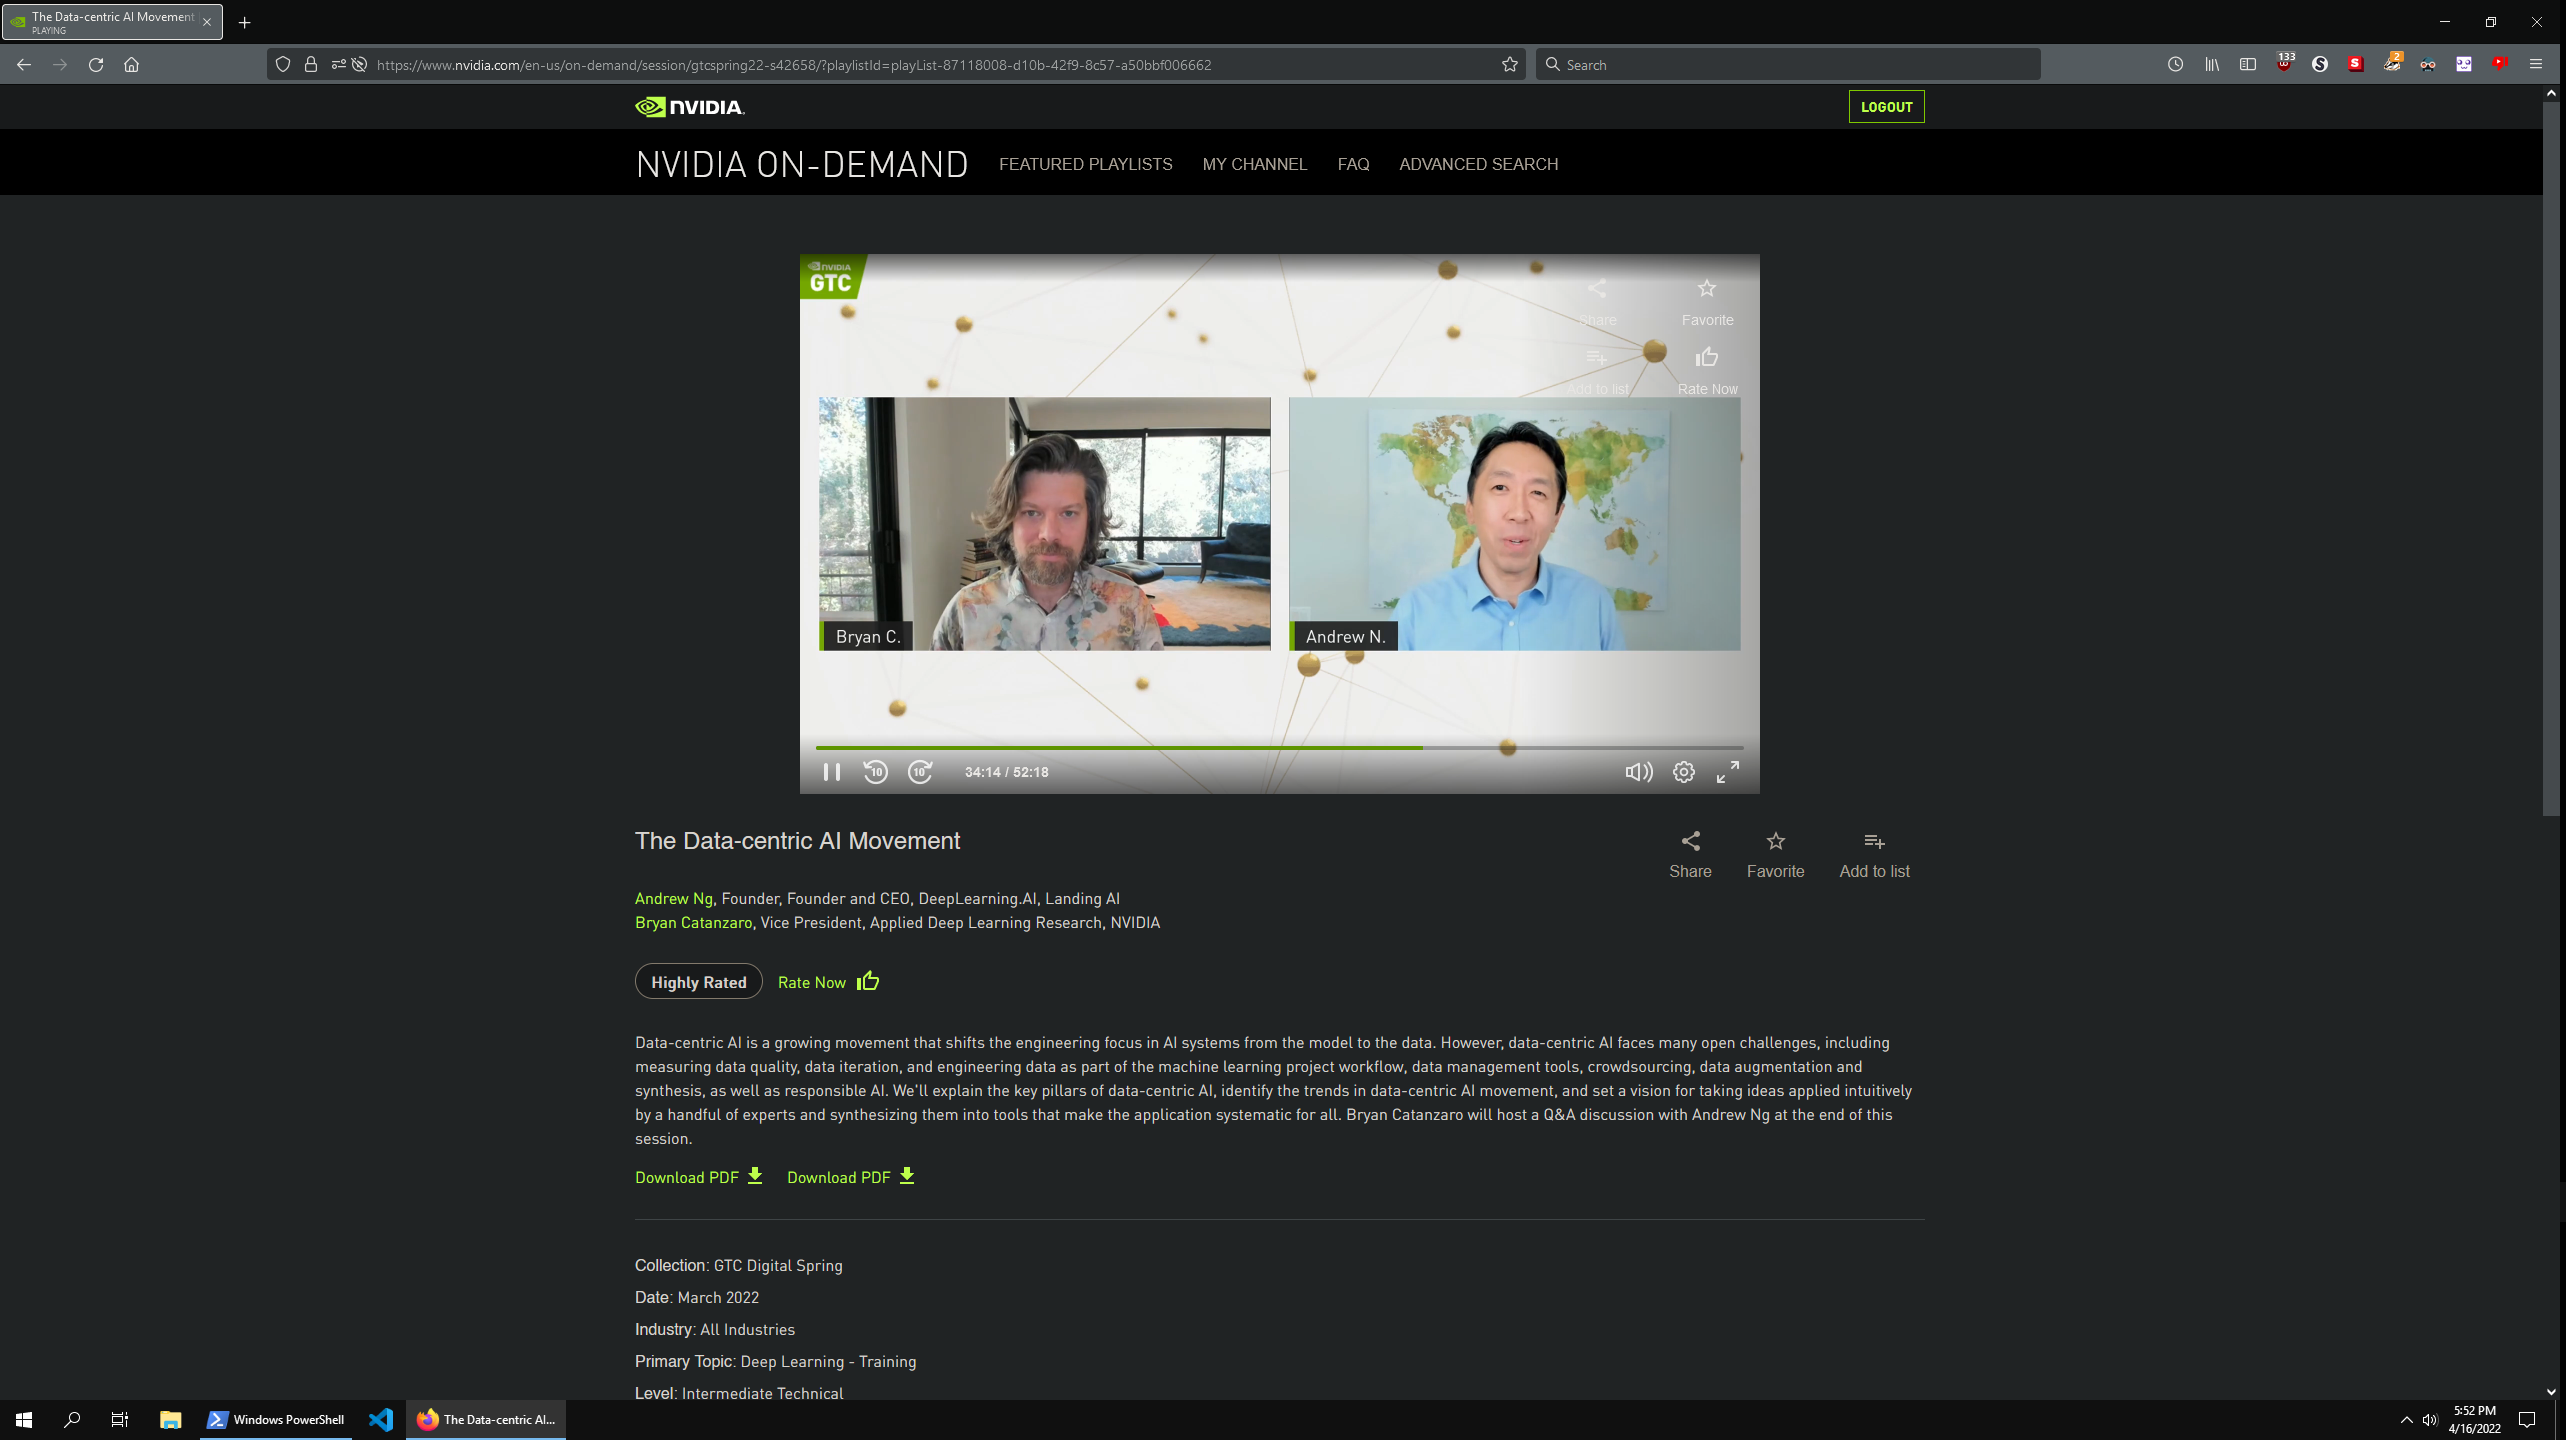 The Data-centric AI Movement
PLAYING
https://www.nvidia.com/en-us/on-demand/session/gtcspring22-s42658/?playlistId=playList-87118008-d10b-42f9-8c57-a50bbf006662
Search
133
2
NVIDIA
LOGOUT
NVIDIA ON-DEMAND
FEATURED PLAYLISTS
MY CHANNEL
FAQ
ADVANCED SEARCH
NVIDIA
GTC
Share
Favorite
Add to list
Rate Now
Bryan C.
Andrew N.
10
10
34:14 / 52:18
The Data-centric AI Movement
Share
Favorite
Add to list
Andrew Ng, Founder, Founder and CEO, DeepLearning.AI, Landing AI
Bryan Catanzaro, Vice President, Applied Deep Learning Research, NVIDIA
Highly Rated
Rate Now
Data-centric AI is a growing movement that shifts the engineering focus in AI systems from the model to the data. However, data-centric AI faces many open challenges, including
measuring data quality, data iteration, and engineering data as part of the machine learning project workflow, data management tools, crowdsourcing, data augmentation and
synthesis, as well as responsible AI. We'll explain the key pillars of data-centric AI, identify the trends in data-centric AI movement, and set a vision for taking ideas applied intuitively
by a handful of experts and synthesizing them into tools that make the application systematic for all. Bryan Catanzaro will host a Q&A discussion with Andrew Ng at the end of this
session.
Download PDF
Download PDF
Collection: GTC Digital Spring
Date: March 2022
Industry: All Industries
Primary Topic: Deep Learning - Training
Level: Intermediate Technical
Windows PowerShell
The Data-centric AI...
5:52 PM
4/16/2022